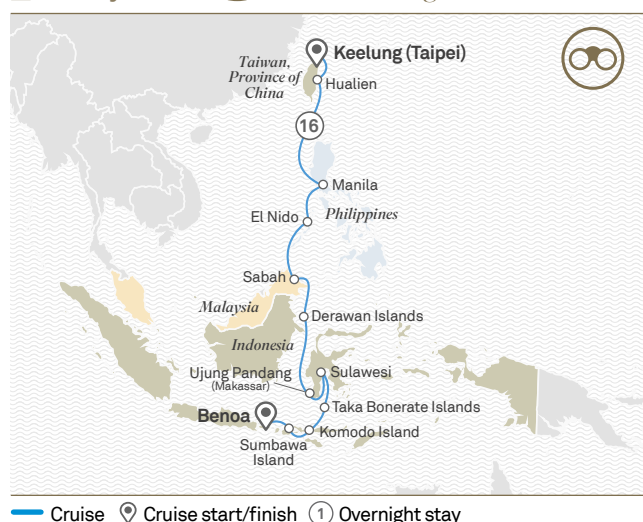 Keelung (Taipei)
Taiwan,
Province of
China
Hualien
16
Manila
El Nido
Philippines
Sabah
Malaysia
Derawan Islands
Indonesia
Ujung Pandang
(Makassar)
Sulawesi
Taka Bonerate Islands
Benoa
Komodo Island
Sumbawa
Island
Cruise
Cruise start/finish
1
Overnight stay